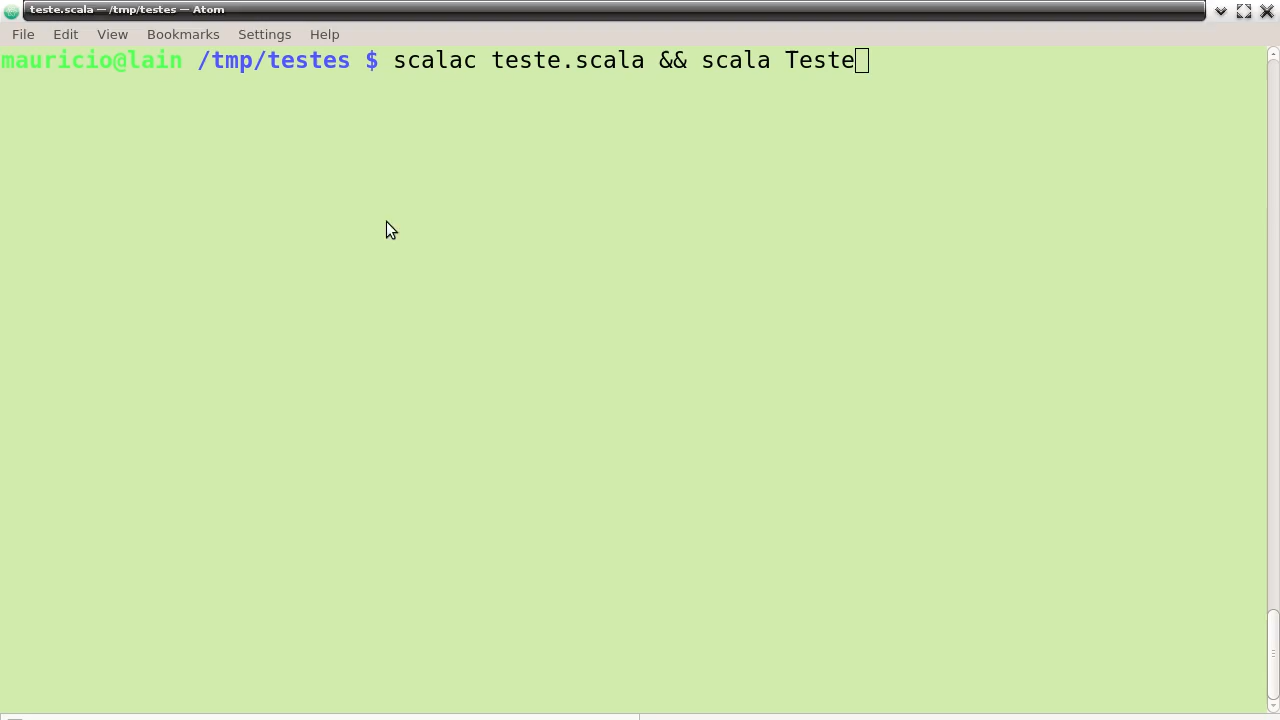 teste.scala — /tmp/testes — Atom
File Edit View Bookmarks Settings Help
mauricio@lain /tmp/testes $ scalac teste.scala && scala Teste